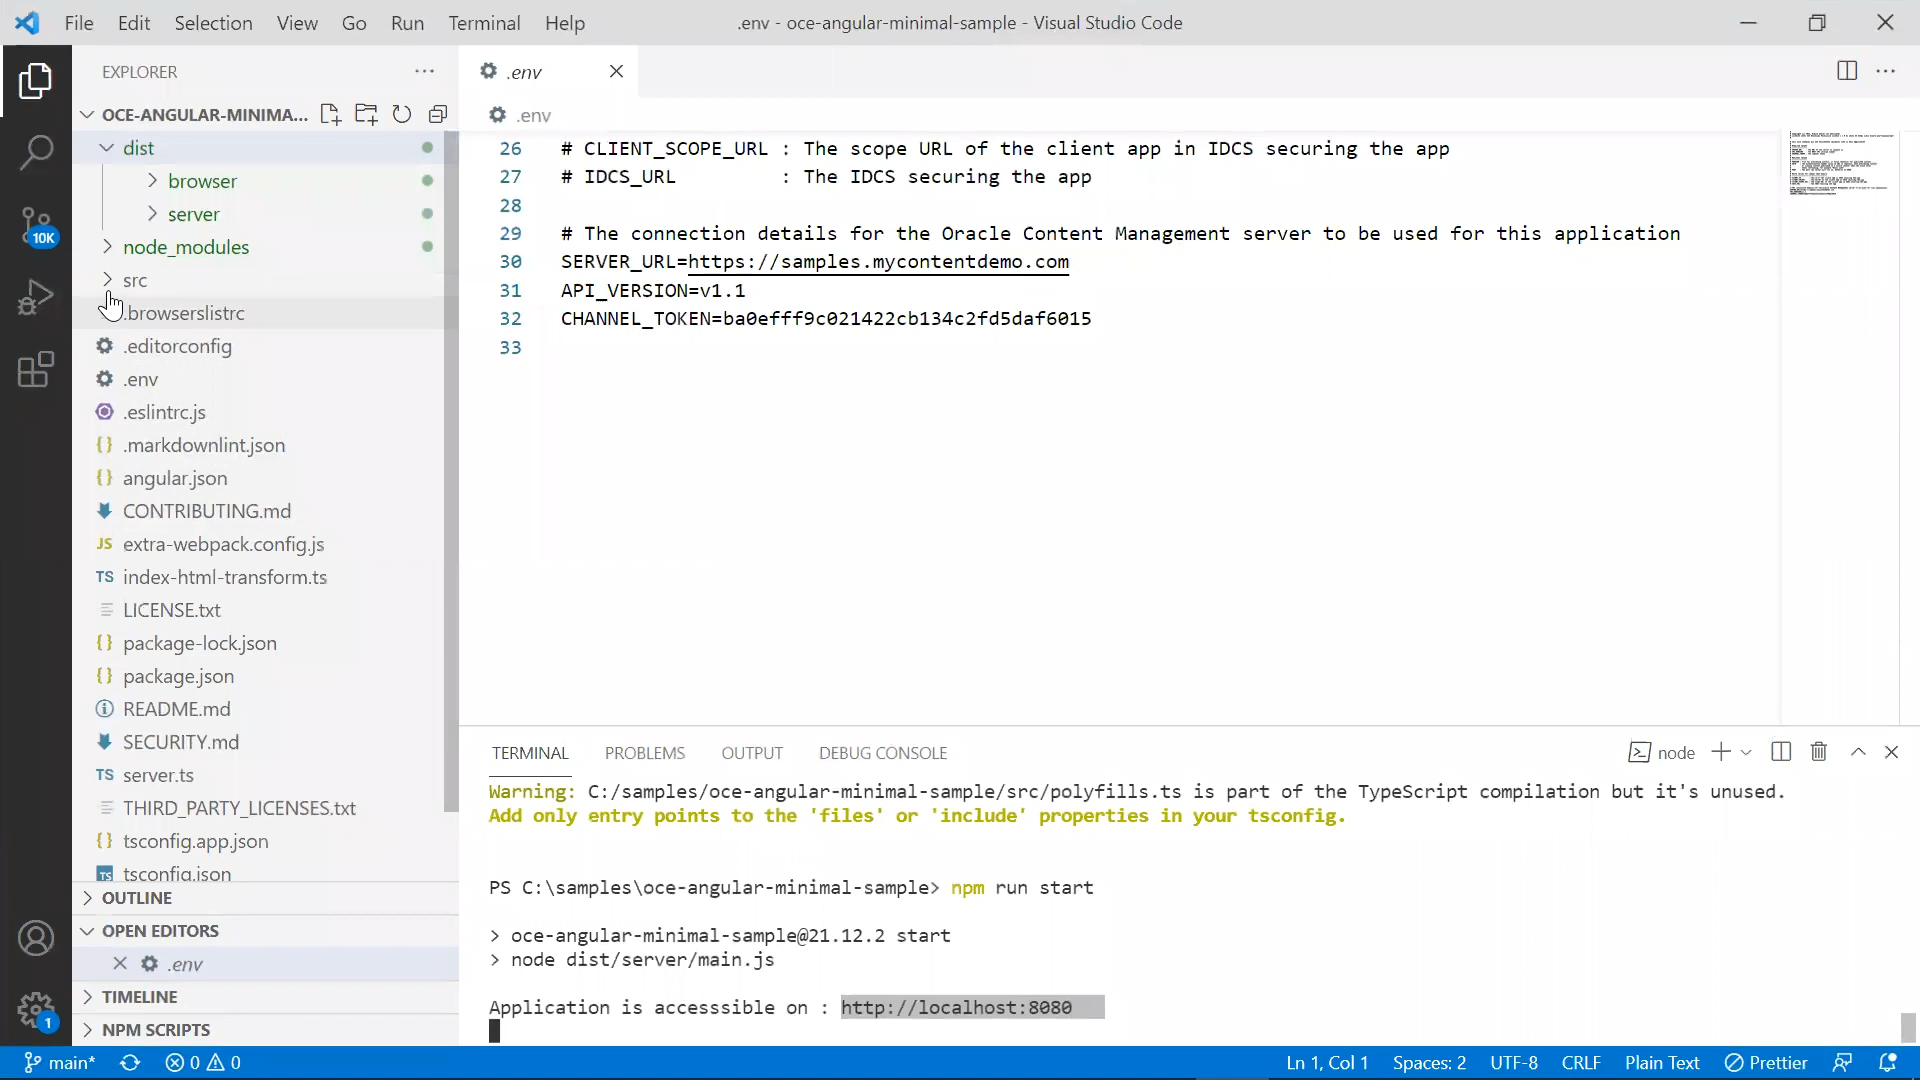 File Edit Selection View Go Run Terminal Help
.env - oce-angular-minimal-sample - Visual Studio Code
EXPLORER
OCE-ANGULAR-MINIMA...
dist
browser
server
node_modules
src
.browserslistrc
.editorconfig
.env
.eslintrc.js
.markdownlint.json
angular.json
CONTRIBUTING.md
JS extra-webpack.config.js
TS index-html-transform.ts
LICENSE.txt
package-lock.json
package.json
README.md
SECURITY.md
TS server.ts
THIRD_PARTY_LICENSES.txt
tsconfig.app.json
TS tsconfig.json
OUTLINE
OPEN EDITORS
.env
TIMELINE
NPM SCRIPTS
10K
1
.env
.env
26 # CLIENT_SCOPE_URL : The scope URL of the client app in IDCS securing the app
27 # IDCS_URL : The IDCS securing the app
28
29 # The connection details for the Oracle Content Management server to be used for this application
30 SERVER_URL=https://samples.mycontentdemo.com
31 API_VERSION=v1.1
32 CHANNEL_TOKEN=ba0efff9c021422cb134c2fd5daf6015
33
TERMINAL PROBLEMS OUTPUT DEBUG CONSOLE
node
Warning: C:/samples/oce-angular-minimal-sample/src/polyfills.ts is part of the TypeScript compilation but it's unused.
Add only entry points to the 'files' or 'include' properties in your tsconfig.
PS C:\samples\oce-angular-minimal-sample> npm run start
> oce-angular-minimal-sample@21.12.2 start
> node dist/server/main.js
Application is accesssible on : http://localhost:8080
main* 0 0
Ln 1, Col 1 Spaces: 2 UTF-8 CRLF Plain Text Prettier